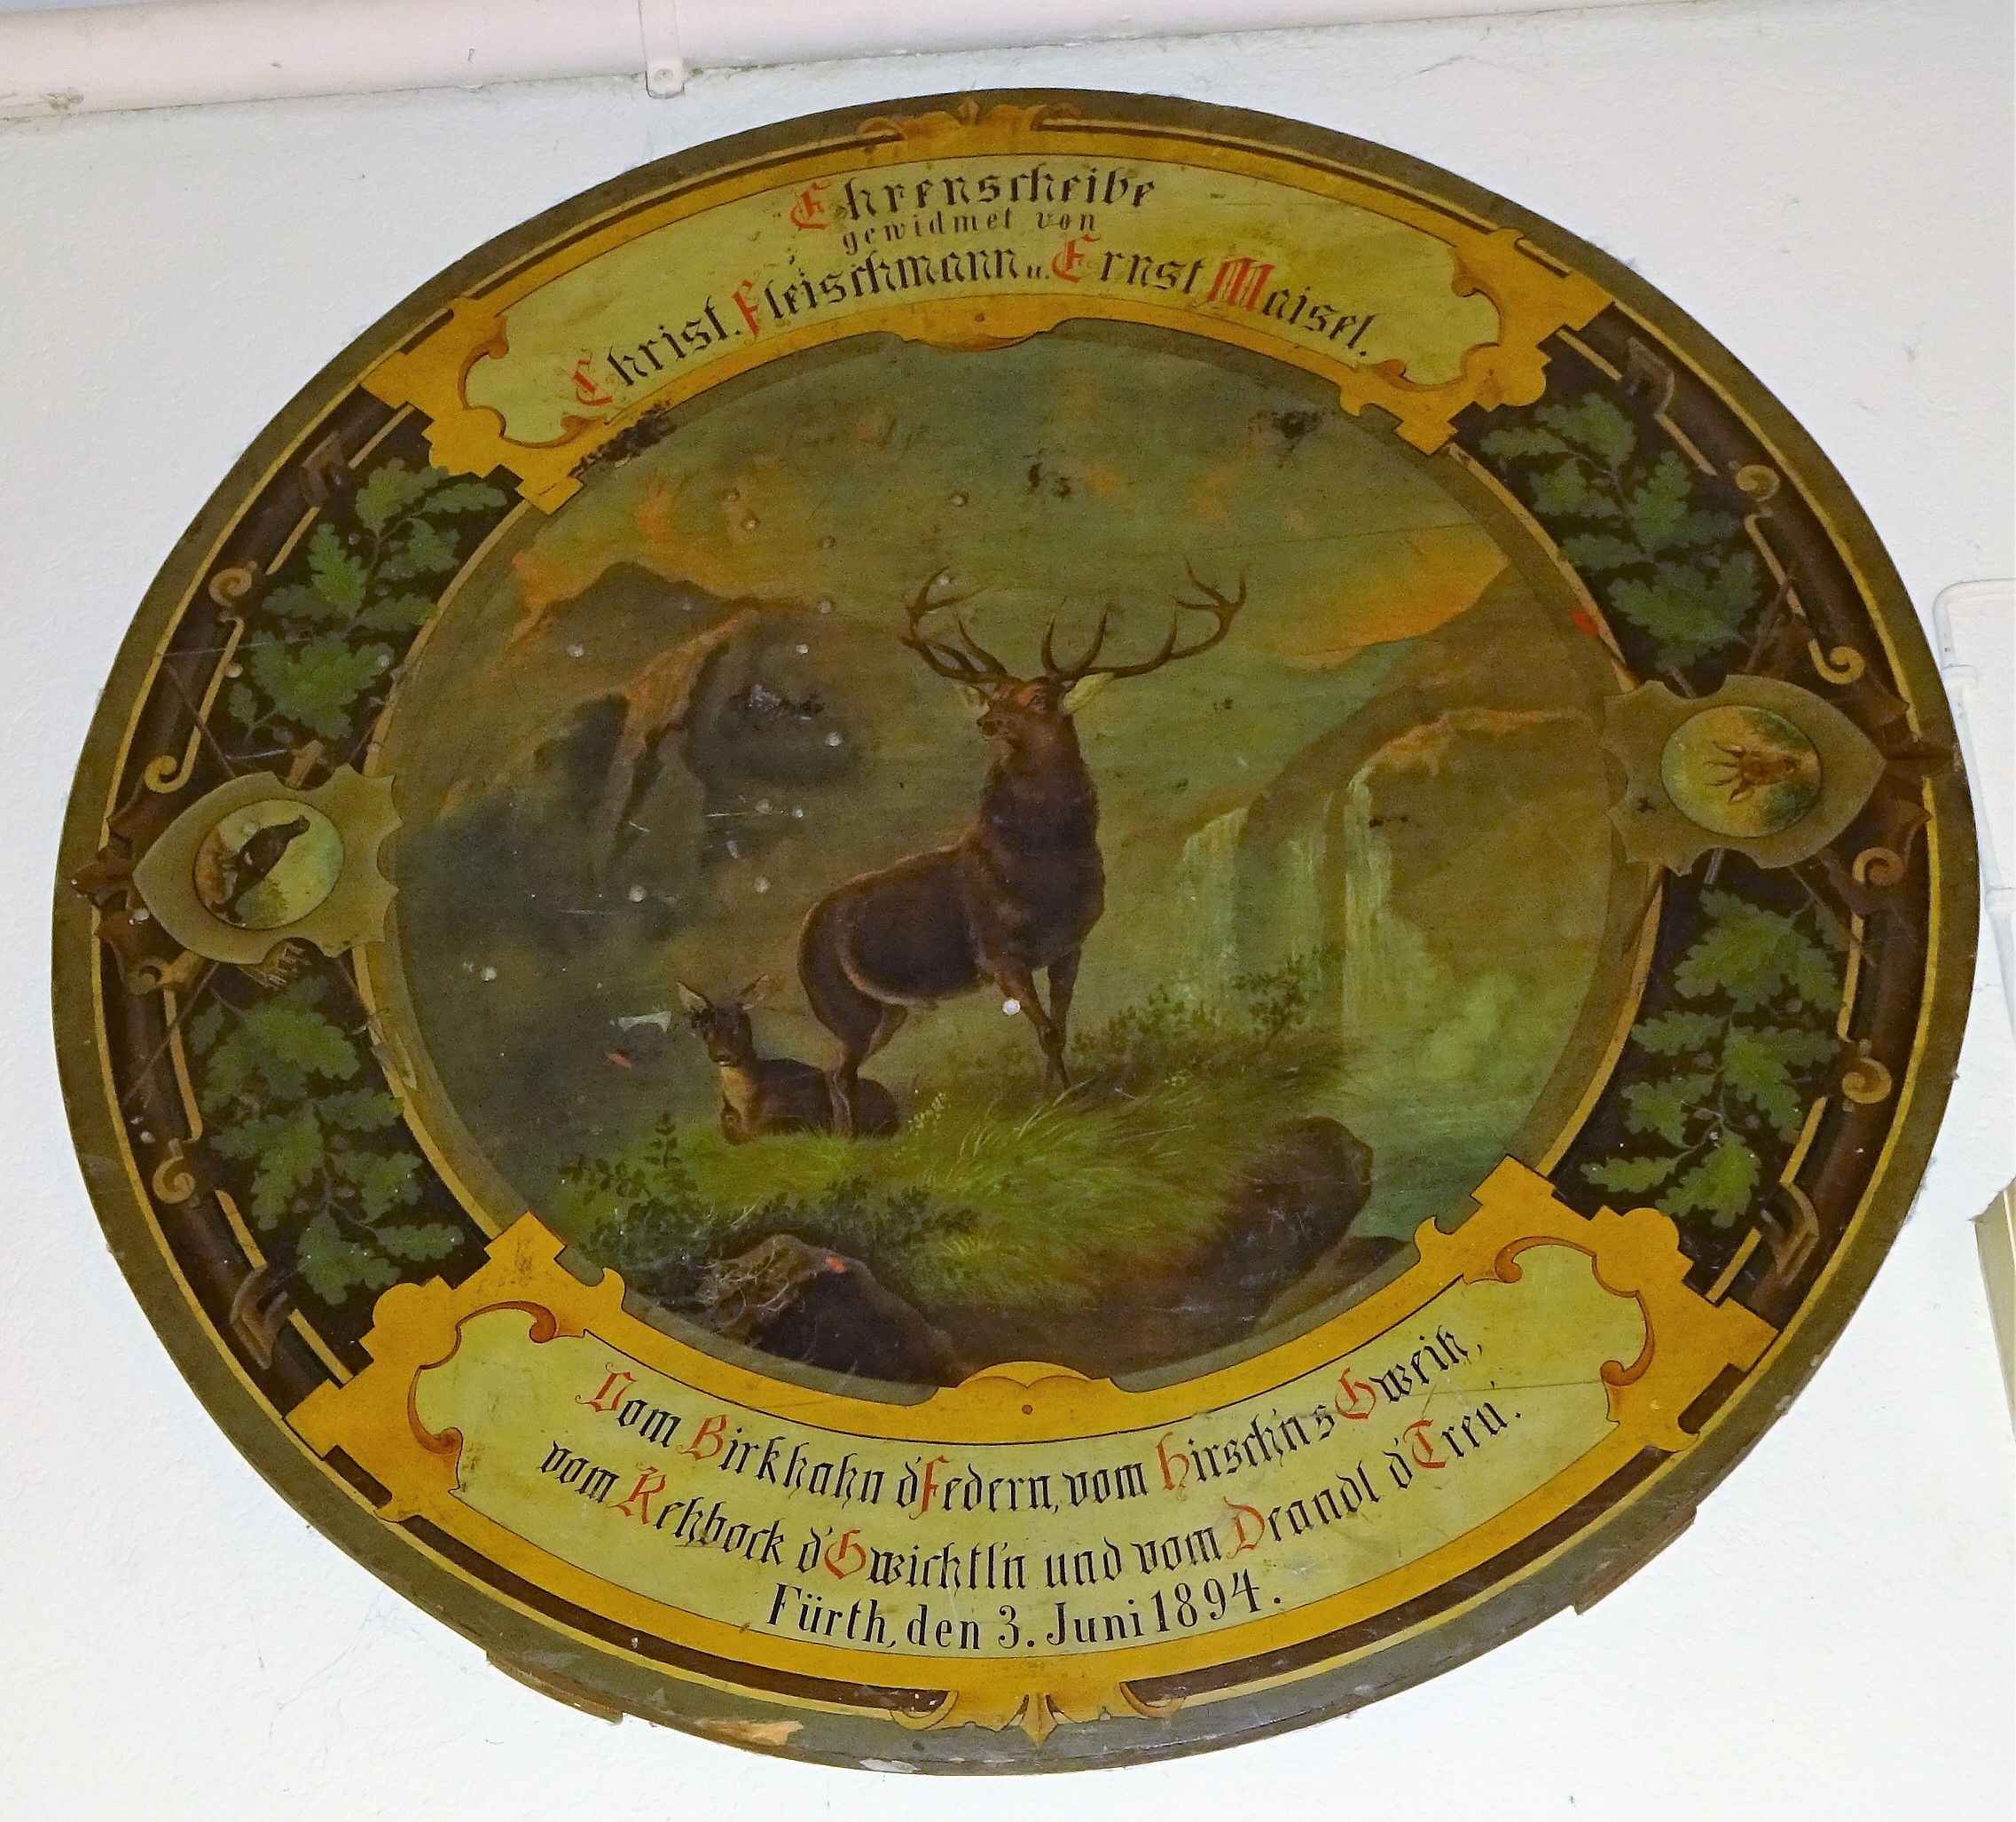 Ehrenscheibe
gewidmet von
Christ. Fleischmann u. Ernst Maisel.
Vom Birkhahn d'Federn, vom Hirsch'n s Gweih,
vom Rehbock d'Gwichtl'n und vom Deandl d'Treu'.
Fürth, den 3. Juni 1894.